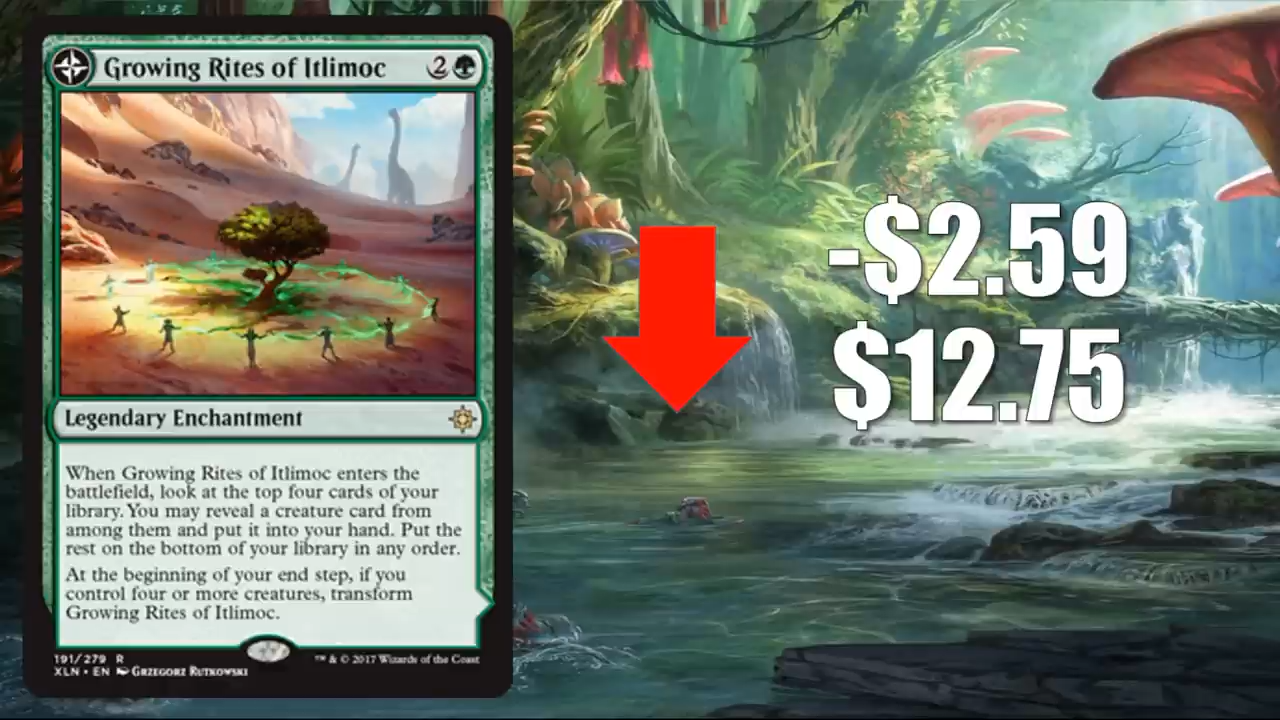 Growing Rites of Itlimoc 2
Legendary Enchantment
When Growing Rites of Itlimoc enters the
battlefield, look at the top four cards of your
library. You may reveal a creature card from
among them and put it into your hand. Put the
rest on the bottom of your library in any order.
At the beginning of your end step, if you
control four or more creatures, transform
Growing Rites of Itlimoc.
191/279 R
XLN • EN GRZEGORZ RUTKOWSKI
™ & © 2017 Wizards of the Coast
-$2.59
$12.75